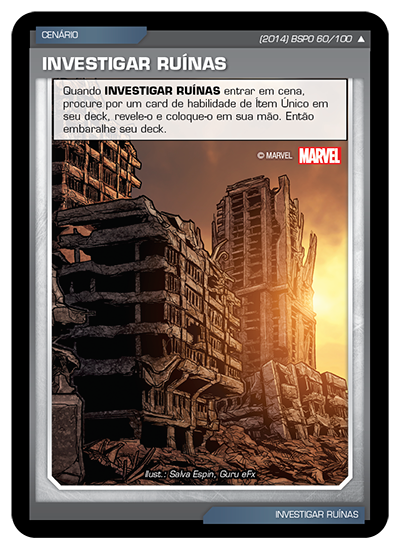 CENÁRIO
(2014) BSPO 60/100 ▲
INVESTIGAR RUÍNAS
Quando INVESTIGAR RUÍNAS entrar em cena,
procure por um card de habilidade de Ítem Único em
seu deck, revele-o e coloque-o em sua mão. Então
embaralhe seu deck.
© MARVEL MARVEL
Ilust.: Salva Espin, Guru eFx
INVESTIGAR RUÍNAS